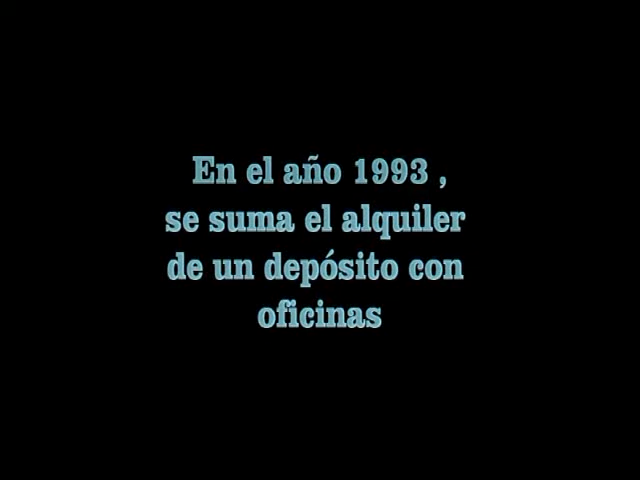 En el año 1993 ,
se suma el alquiler
de un depósito con
oficinas